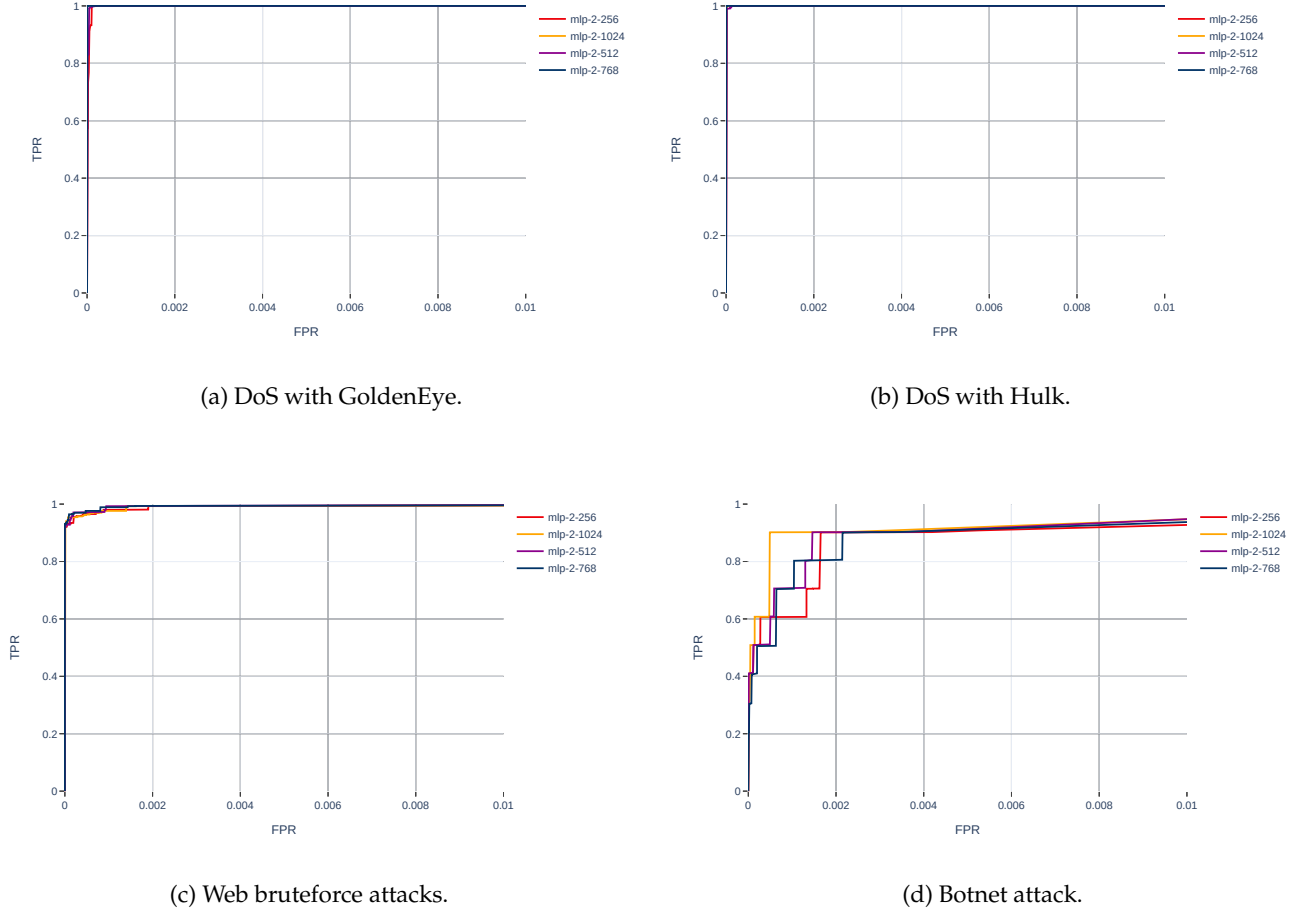 1
0.8
0.6
0.4
0.2
0
TPR
0
0.002
0.004
0.006
0.008
0.01
FPR
mlp-2-256
mlp-2-1024
mlp-2-512
mlp-2-768
(a) DoS with GoldenEye.
1
0.8
0.6
0.4
0.2
0
TPR
0
0.002
0.004
0.006
0.008
0.01
FPR
mlp-2-256
mlp-2-1024
mlp-2-512
mlp-2-768
(b) DoS with Hulk.
1
0.8
0.6
0.4
0.2
0
TPR
0
0.002
0.004
0.006
0.008
0.01
FPR
mlp-2-256
mlp-2-1024
mlp-2-512
mlp-2-768
(c) Web bruteforce attacks.
1
0.8
0.6
0.4
0.2
0
TPR
0
0.002
0.004
0.006
0.008
0.01
FPR
mlp-2-256
mlp-2-1024
mlp-2-512
mlp-2-768
(d) Botnet attack.